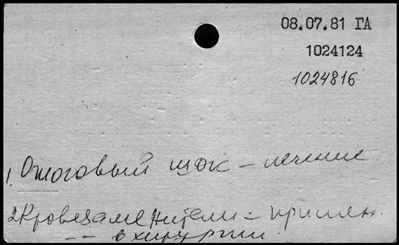 08.07.81 ГА
1024124
1024816
1. Ожоговый шок – лечение
2. Кровезаменители – примен.
-- в хирургии.